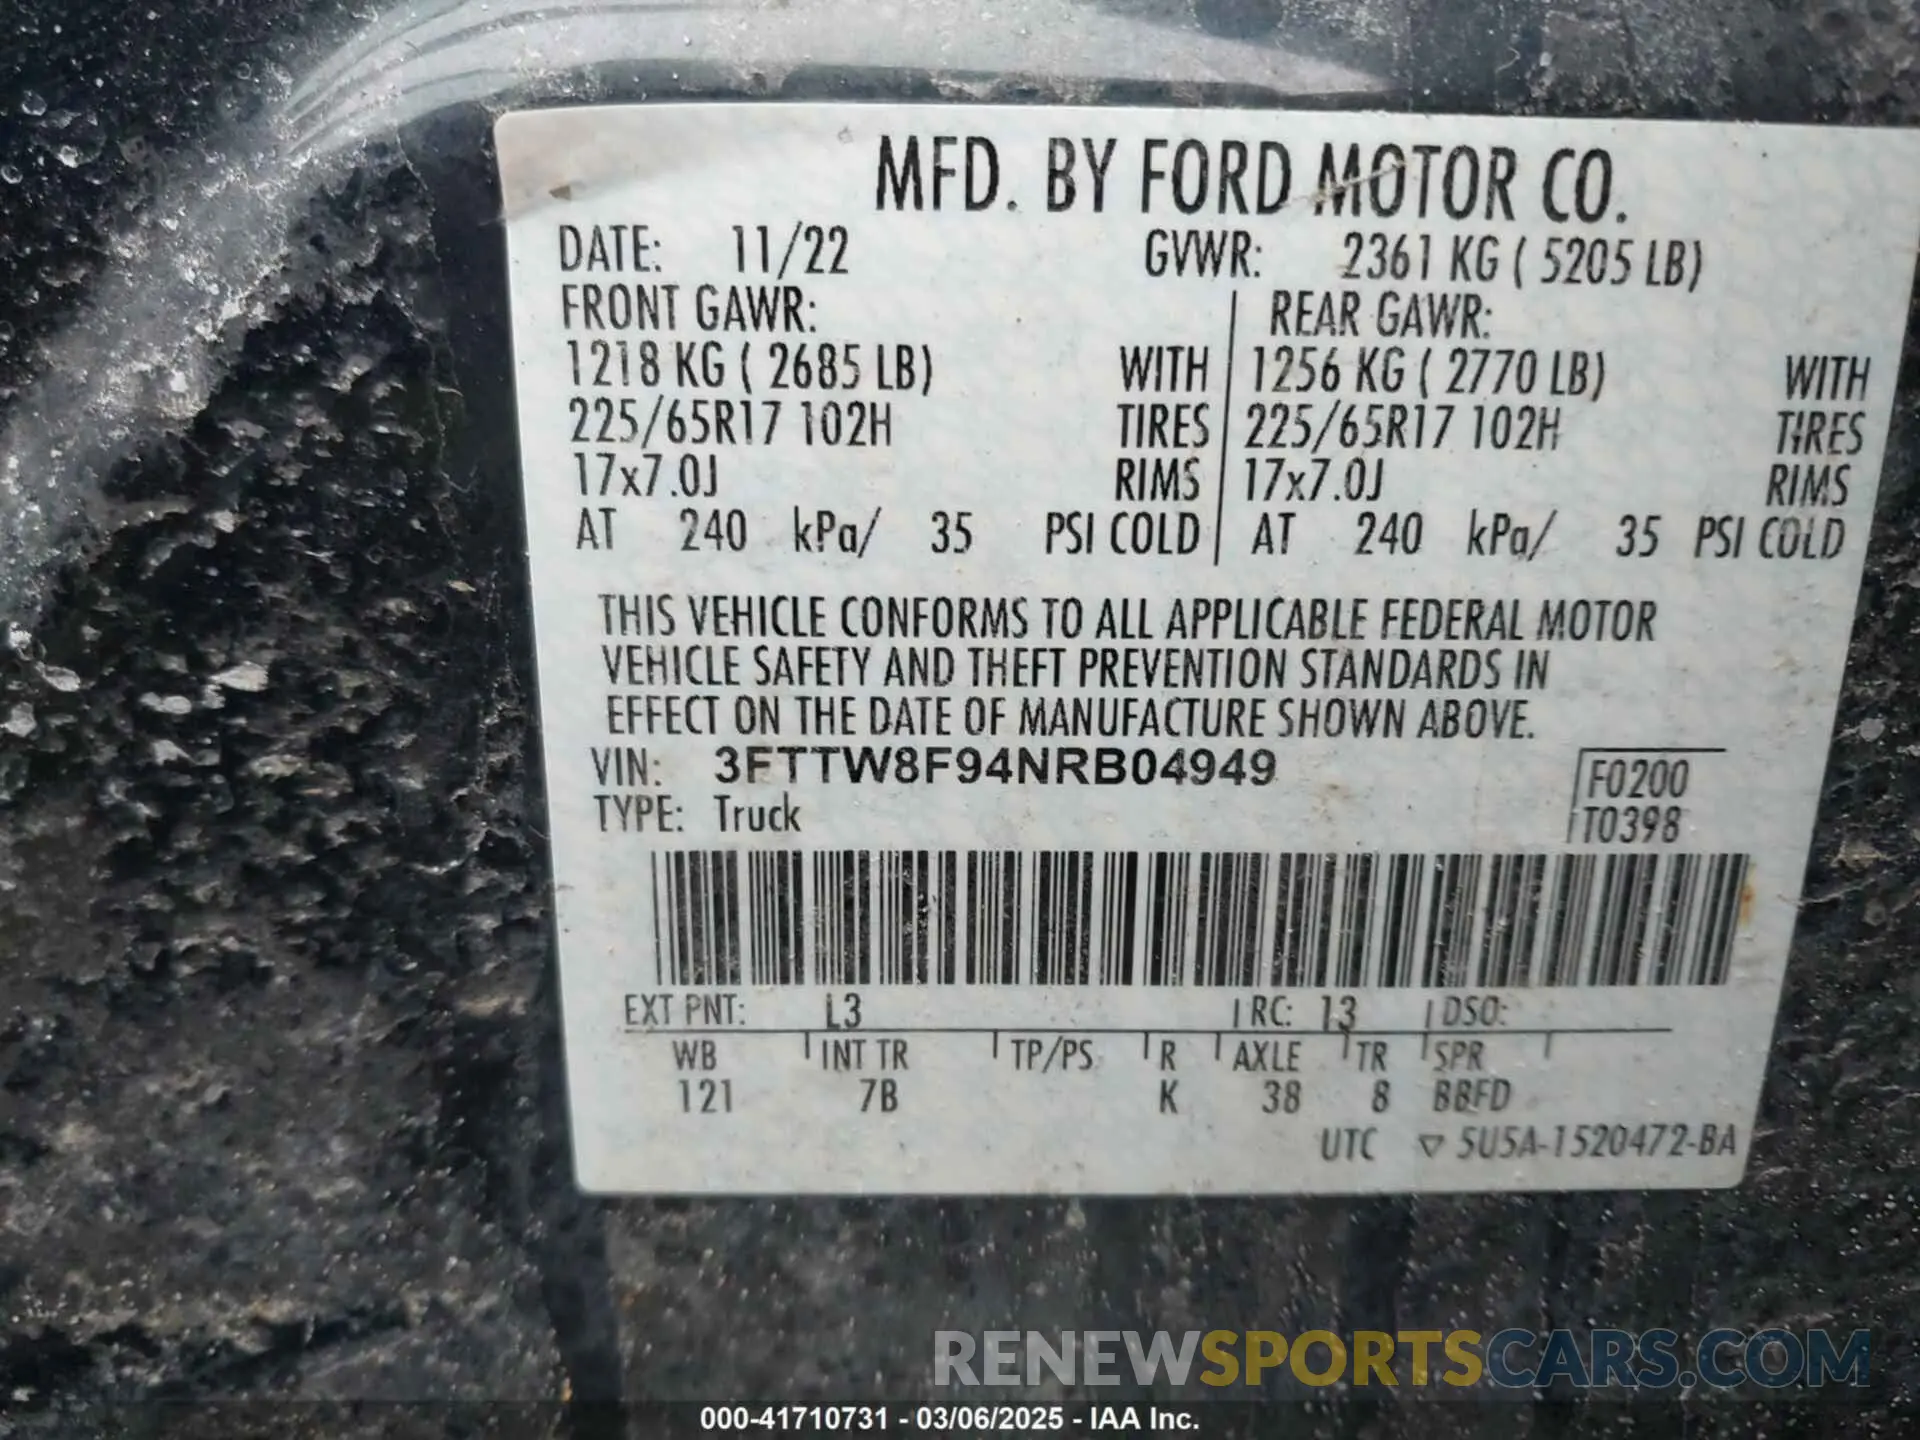 MFD. BY FORD MOTOR CO.
DATE: 11/22 GVWR: 2361 KG ( 5205 LB)
FRONT GAWR: REAR GAWR:
1218 KG ( 2685 LB) WITH 1256 KG ( 2770 LB) WITH
225/65R17 102H TIRES 225/65R17 102H TIRES
17x7.0J RIMS 17x7.0J RIMS
AT 240 kPa/ 35 PSI COLD AT 240 kPa/ 35 PSI COLD
THIS VEHICLE CONFORMS TO ALL APPLICABLE FEDERAL MOTOR
VEHICLE SAFETY AND THEFT PREVENTION STANDARDS IN
EFFECT ON THE DATE OF MANUFACTURE SHOWN ABOVE.
VIN: 3FTTW8F94NRB04949 F0200
TYPE: Truck T0398
EXT PNT: L3 RC: 13 DSO:
WB INT TR TP/PS R AXLE TR SPR
121 7B K 38 8 BBFD
UTC ▽ 5U5A-1520472-BA
RENEWSPORTSCARS.COM
000-41710731 - 03/06/2025 - IAA Inc.